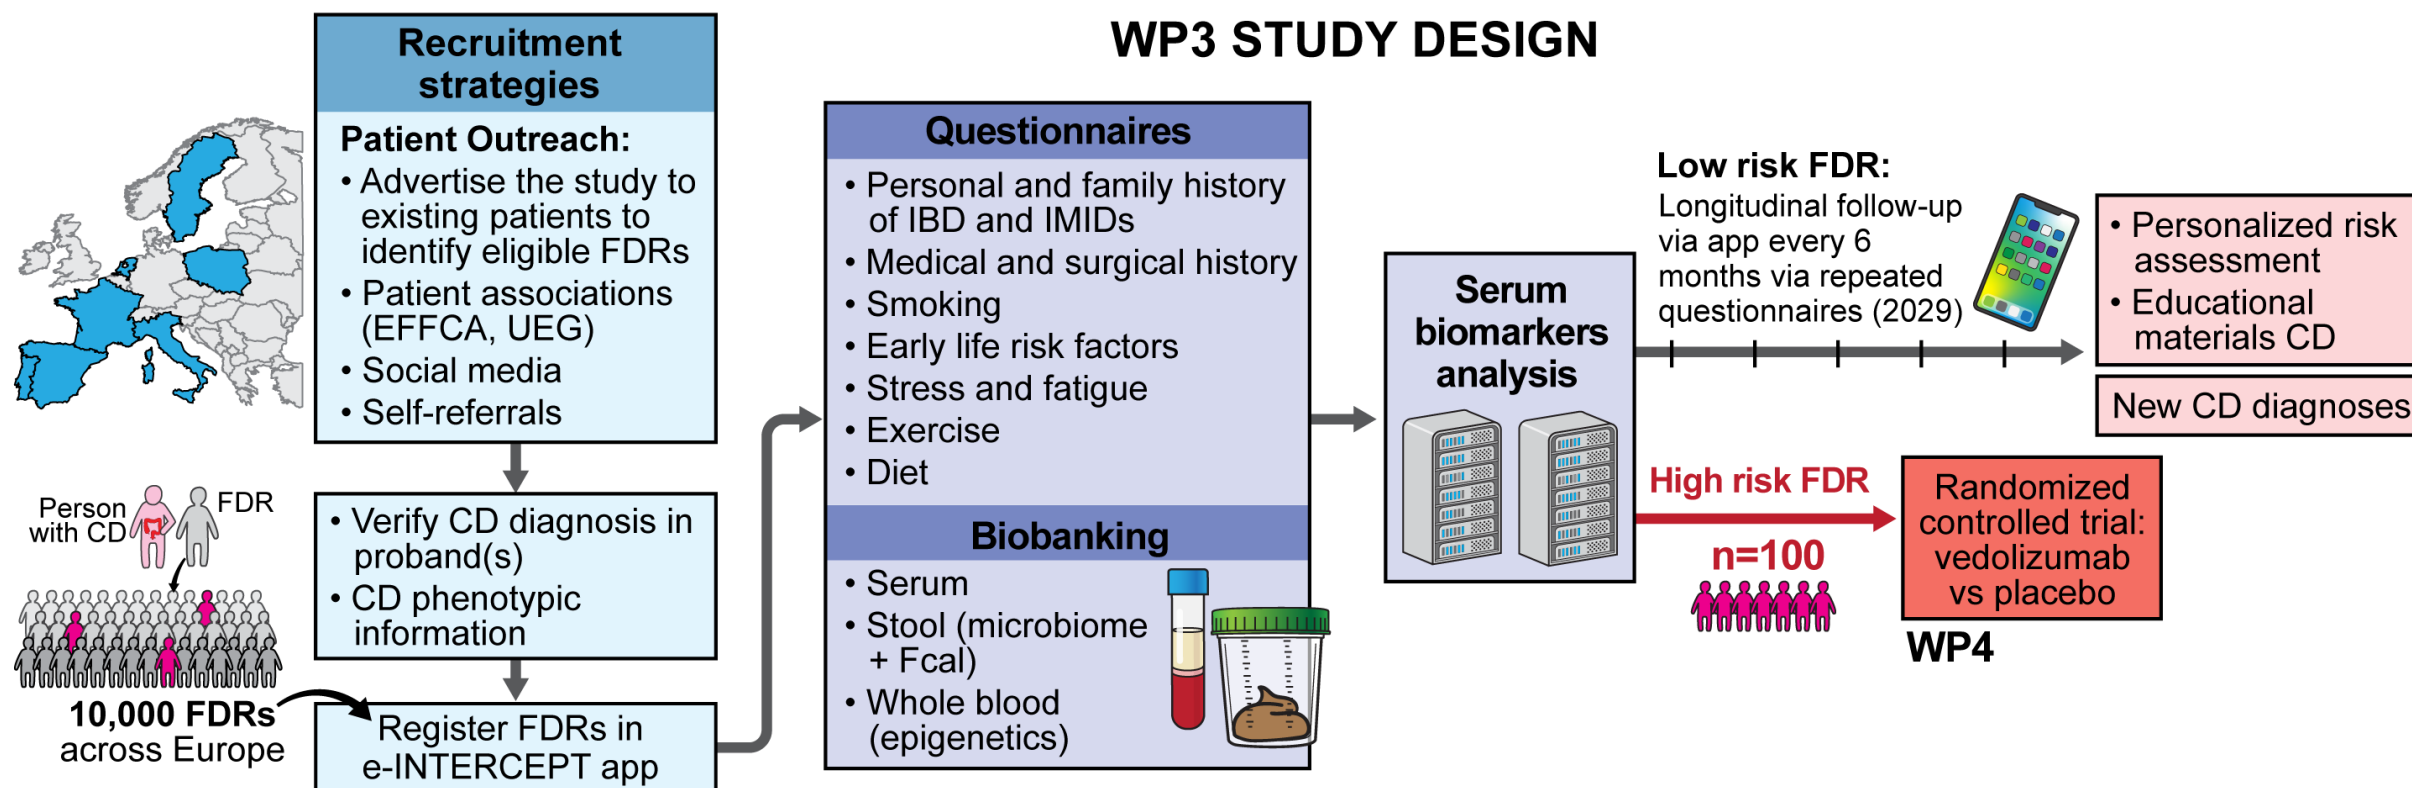 WP3 STUDY DESIGN
Recruitment
strategies
Patient Outreach:
• Advertise the study to
existing patients to
identify eligible FDRs
• Patient associations
(EFFCA, UEG)
• Social media
• Self-referrals
Person
with CD
FDR
10,000 FDRs
across Europe
• Verify CD diagnosis in
proband(s)
• CD phenotypic
information
Register FDRs in
e-INTERCEPT app
Questionnaires
• Personal and family history
of IBD and IMIDs
• Medical and surgical history
• Smoking
• Early life risk factors
• Stress and fatigue
• Exercise
• Diet
Biobanking
• Serum
• Stool (microbiome
+ Fcal)
• Whole blood
(epigenetics)
Serum
biomarkers
analysis
Low risk FDR:
Longitudinal follow-up
via app every 6
months via repeated
questionnaires (2029)
• Personalized risk
assessment
• Educational
materials CD
New CD diagnoses
High risk FDR
n=100
Randomized
controlled trial:
vedolizumab
vs placebo
WP4